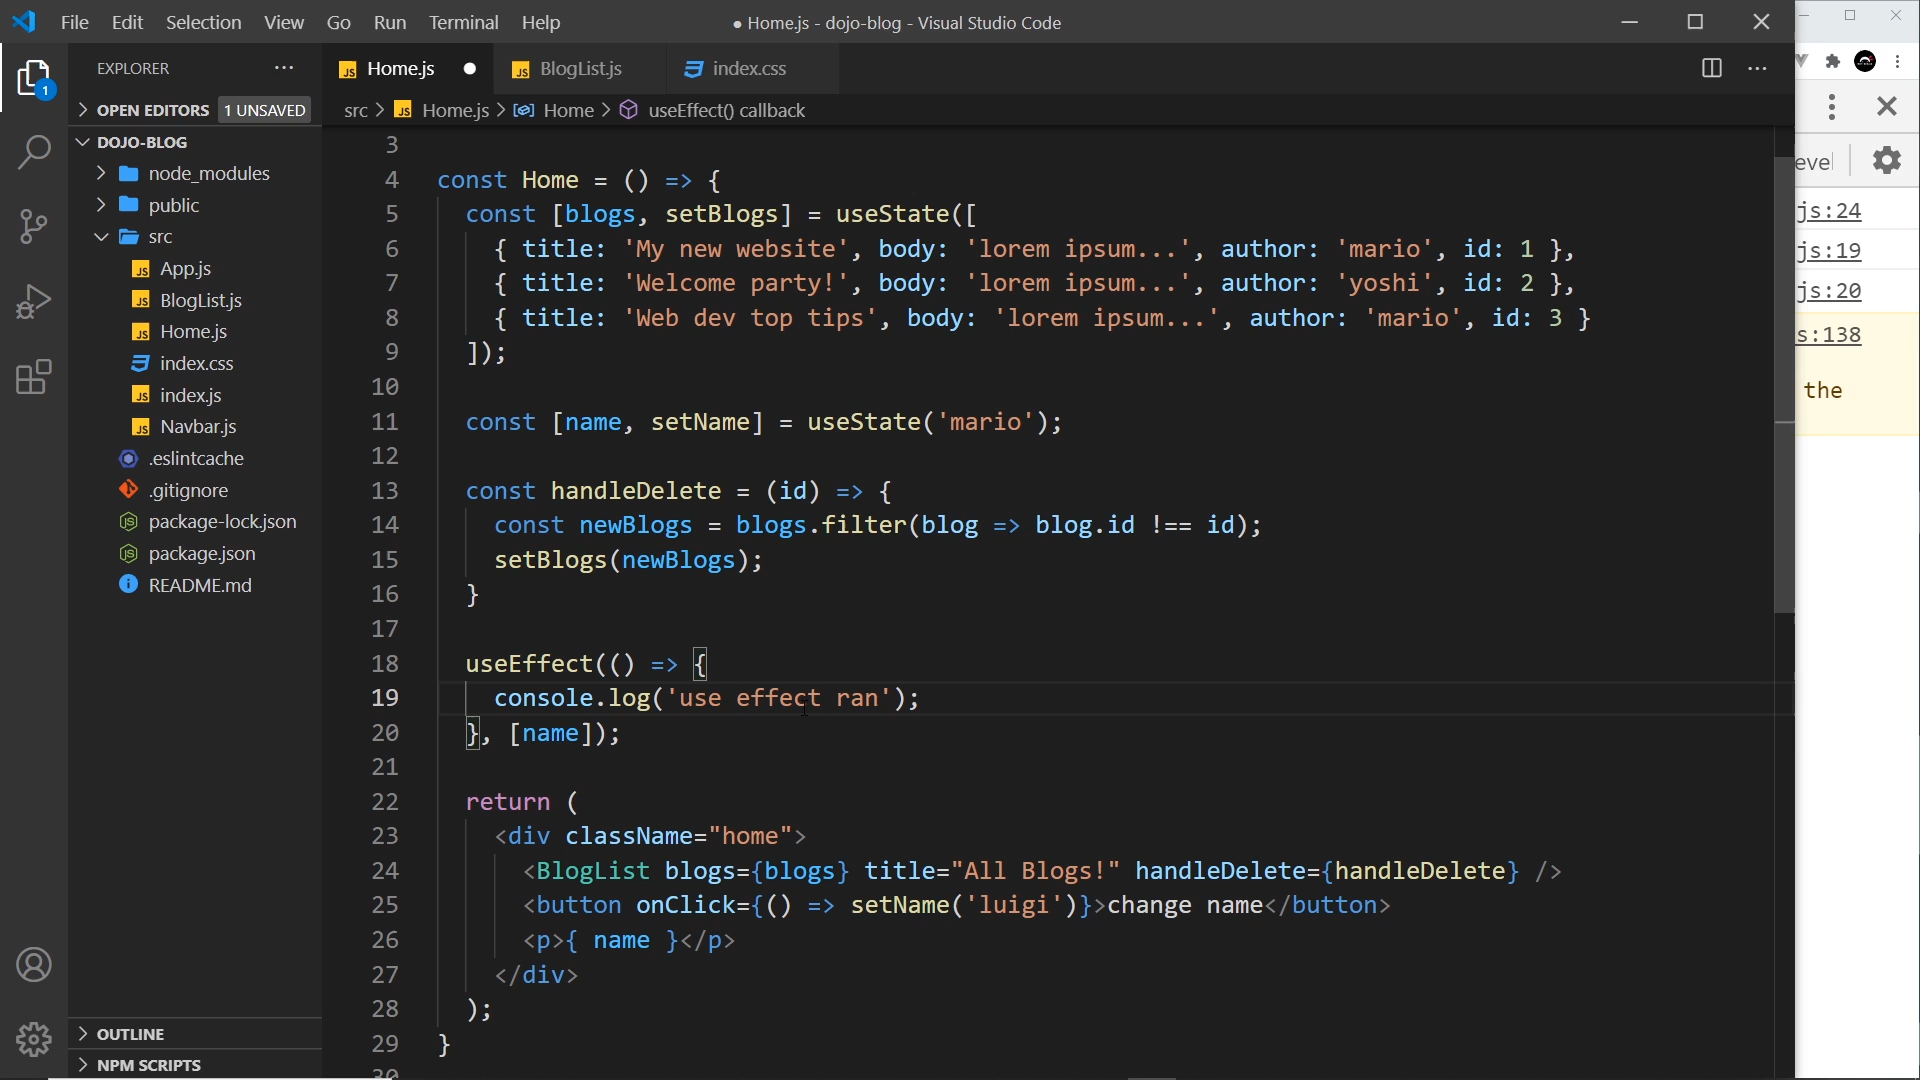 File Edit Selection View Go Run Terminal Help
● Home.js - dojo-blog - Visual Studio Code
EXPLORER
OPEN EDITORS 1 UNSAVED
DOJO-BLOG
node_modules
public
src
App.js
BlogList.js
Home.js
index.css
index.js
Navbar.js
.eslintcache
.gitignore
package-lock.json
package.json
README.md
OUTLINE
NPM SCRIPTS
1
Home.js ● BlogList.js index.css
src > Home.js > Home > useEffect() callback
3
4 const Home = () => {
5 const [blogs, setBlogs] = useState([
6 { title: 'My new website', body: 'lorem ipsum...', author: 'mario', id: 1 },
7 { title: 'Welcome party!', body: 'lorem ipsum...', author: 'yoshi', id: 2 },
8 { title: 'Web dev top tips', body: 'lorem ipsum...', author: 'mario', id: 3 }
9 ]);
10
11 const [name, setName] = useState('mario');
12
13 const handleDelete = (id) => {
14 const newBlogs = blogs.filter(blog => blog.id !== id);
15 setBlogs(newBlogs);
16 }
17
18 useEffect(() => {
19 console.log('use effect ran');
20 }, [name]);
21
22 return (
23 <div className="home">
24 <BlogList blogs={blogs} title="All Blogs!" handleDelete={handleDelete} />
25 <button onClick={() => setName('luigi')}>change name</button>
26 <p>{ name }</p>
27 </div>
28 );
29 }
30
evel
js:24
js:19
js:20
s:138
the